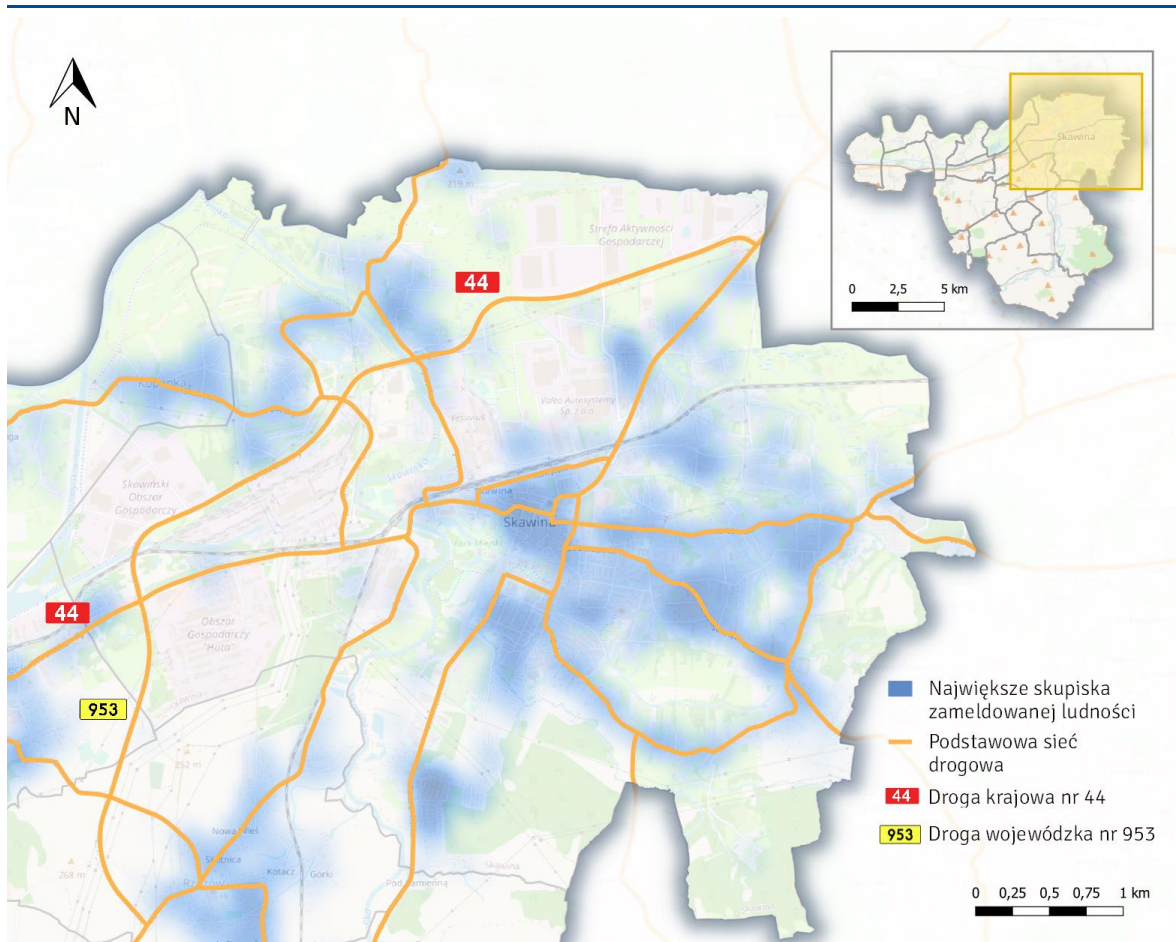 N
Skawina
0 2,5 5 km
219 m
Strefa Aktywności
Gospodarczej
44
Kopanka
Valeo Autosystemy
Sp. z o.o.
Vesuvius
Skawinka
Skawiński
Obszar
Gospodarczy
Skawina
Skawina
Park Miejski
44
Obszar
Gospodarczy
"Huta"
953
252 m
Największe skupiska
zameldowanej ludności
Podstawowa sieć
drogowa
44 Droga krajowa nr 44
953 Droga wojewódzka nr 953
Nowa Wieś
Kotacz
Górki
Rzozów
268 m
Skawina
0 0,25 0,5 0,75 1 km